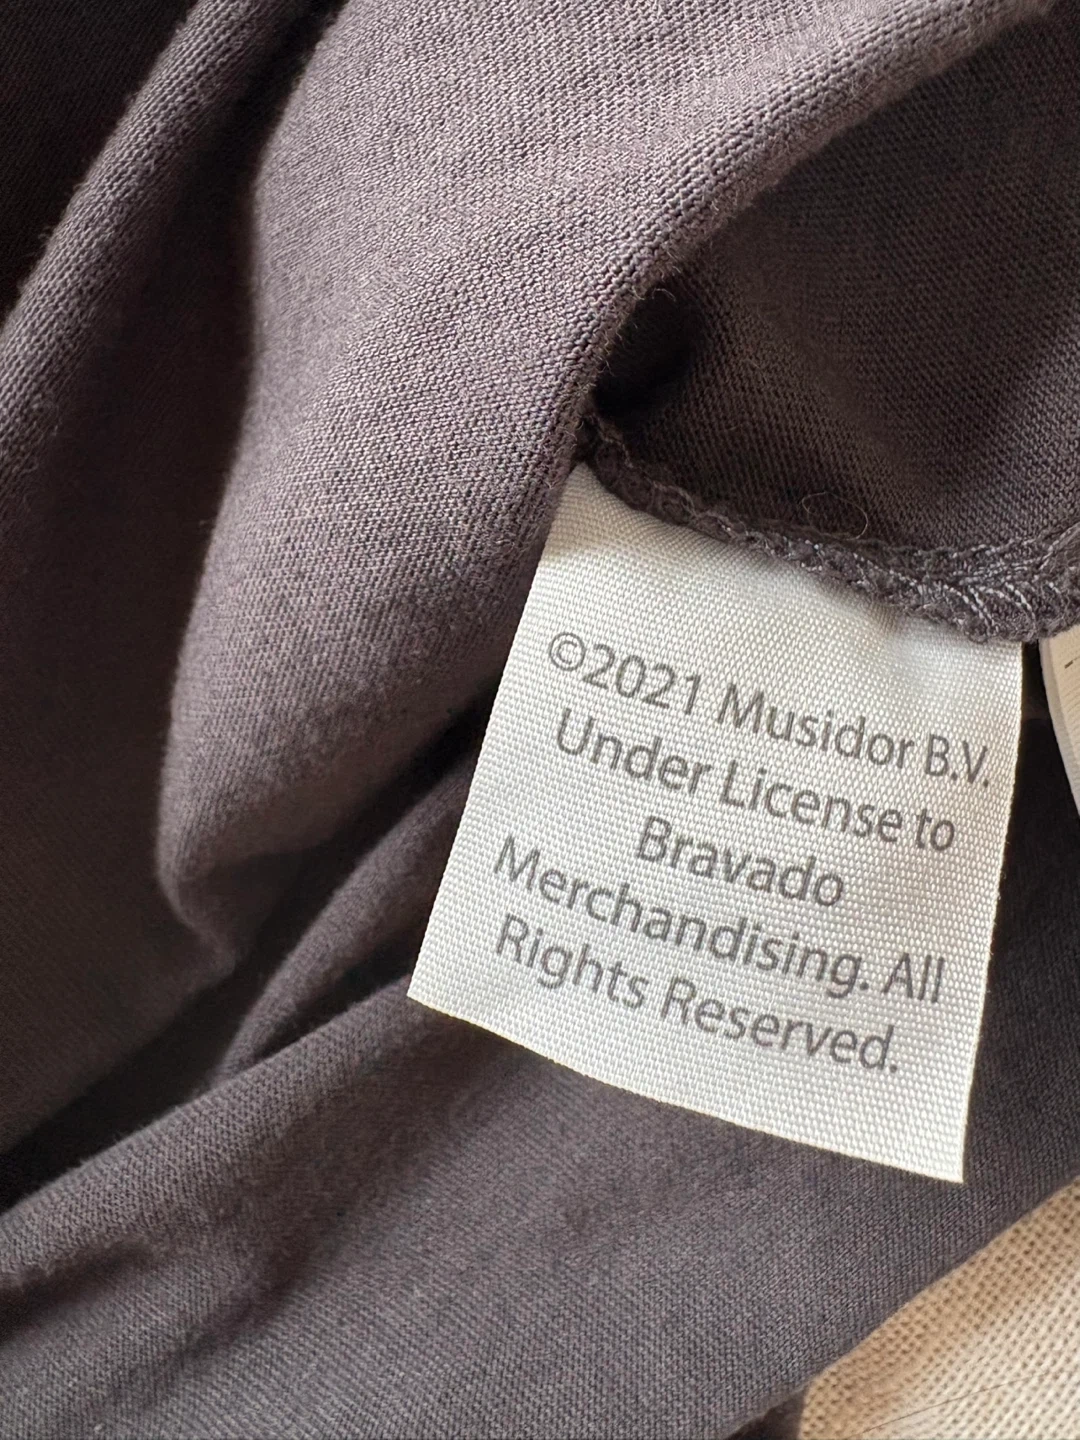 ©2021 Musidor B.V.
Under License to
Bravado
Merchandising. All
Rights Reserved.